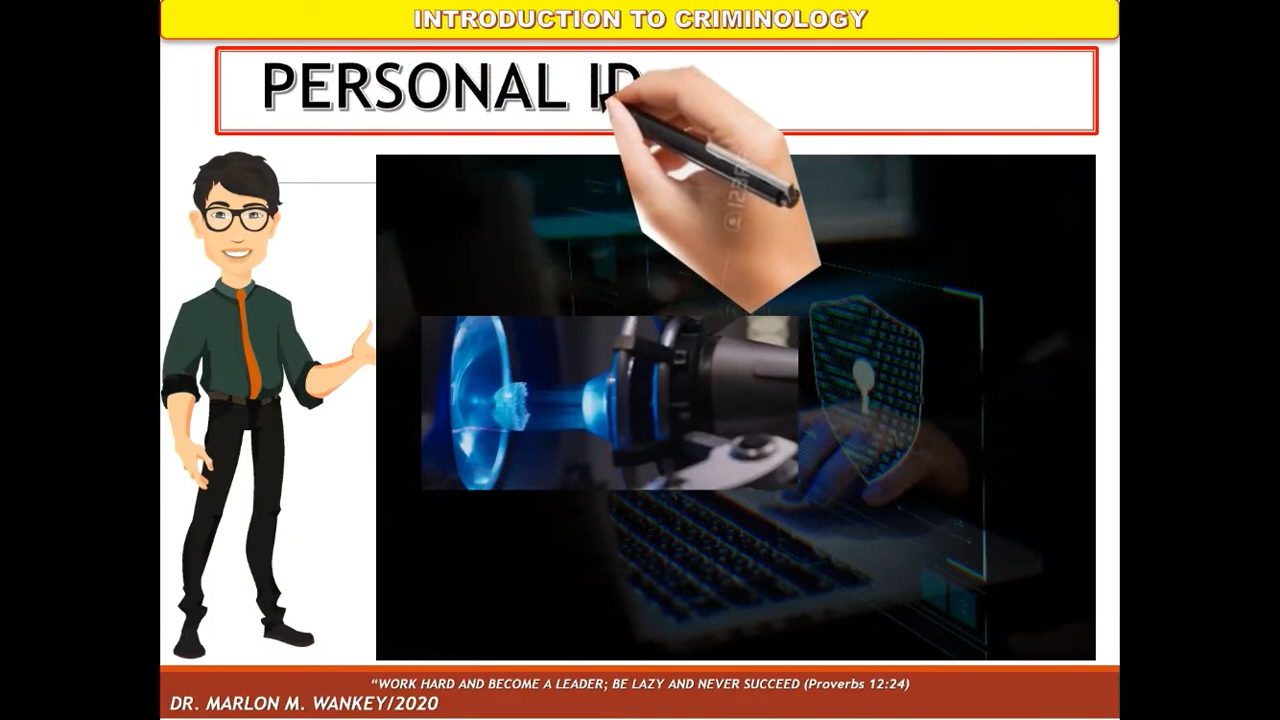 INTRODUCTION TO CRIMINOLOGY
PERSONAL ID
“WORK HARD AND BECOME A LEADER; BE LAZY AND NEVER SUCCEED (Proverbs 12:24)
DR. MARLON M. WANKEY/2020